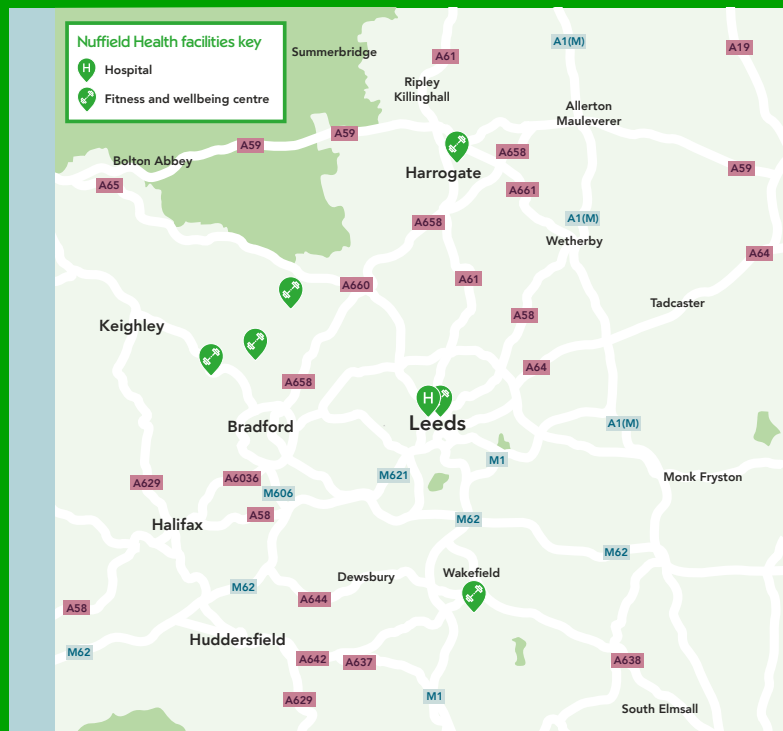 Nuffield Health facilities key
H Hospital
Fitness and wellbeing centre
Summerbridge
A61
A1(M)
A19
Ripley
Killinghall
Allerton
Mauleverer
A59
A59
A658
Bolton Abbey
A59
Harrogate
A65
A661
A658
A1(M)
Wetherby
A64
A61
A660
Tadcaster
A58
Keighley
A64
A658
H
Leeds
Bradford
A1(M)
M1
M621
A6036
Monk Fryston
A629
M606
A58
M62
Halifax
M62
Wakefield
Dewsbury
M62
A644
A58
Huddersfield
M62
A642
A637
A638
M1
A629
South Elmsall